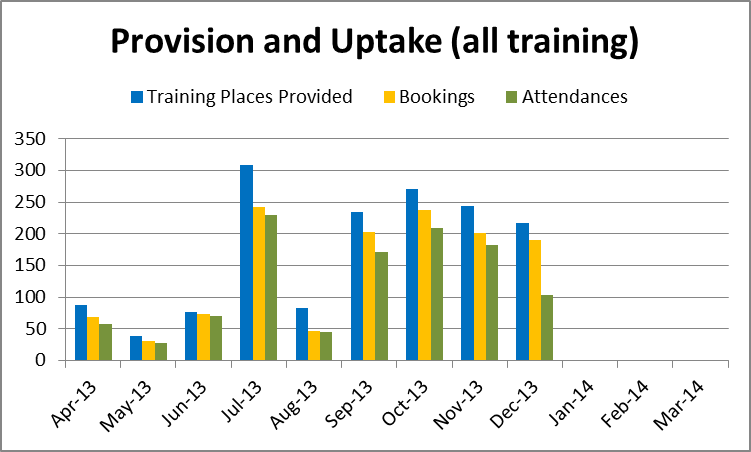 Provision and Uptake (all training)
Training Places Provided Bookings Attendances
350
300
250
200
150
100
50
0
Apr-13 May-13 Jun-13 Jul-13 Aug-13 Sep-13 Oct-13 Nov-13 Dec-13 Jan-14 Feb-14 Mar-14